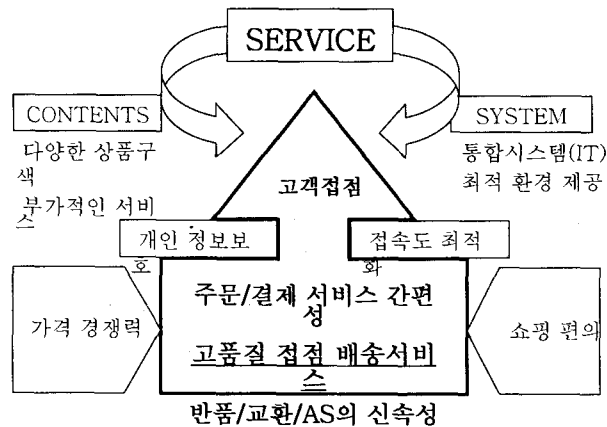 SERVICE
CONTENTS
SYSTEM
다양한 상품구
색
부가적인 서비
스
통합시스템(IT)
최적 환경 제공
고객접점
개인 정보보
호
접속도 최적
화
가격 경쟁력
주문/결제 서비스 간편
성
고품질 접점 배송서비
스
쇼핑 편의
반품/교환/AS의 신속성